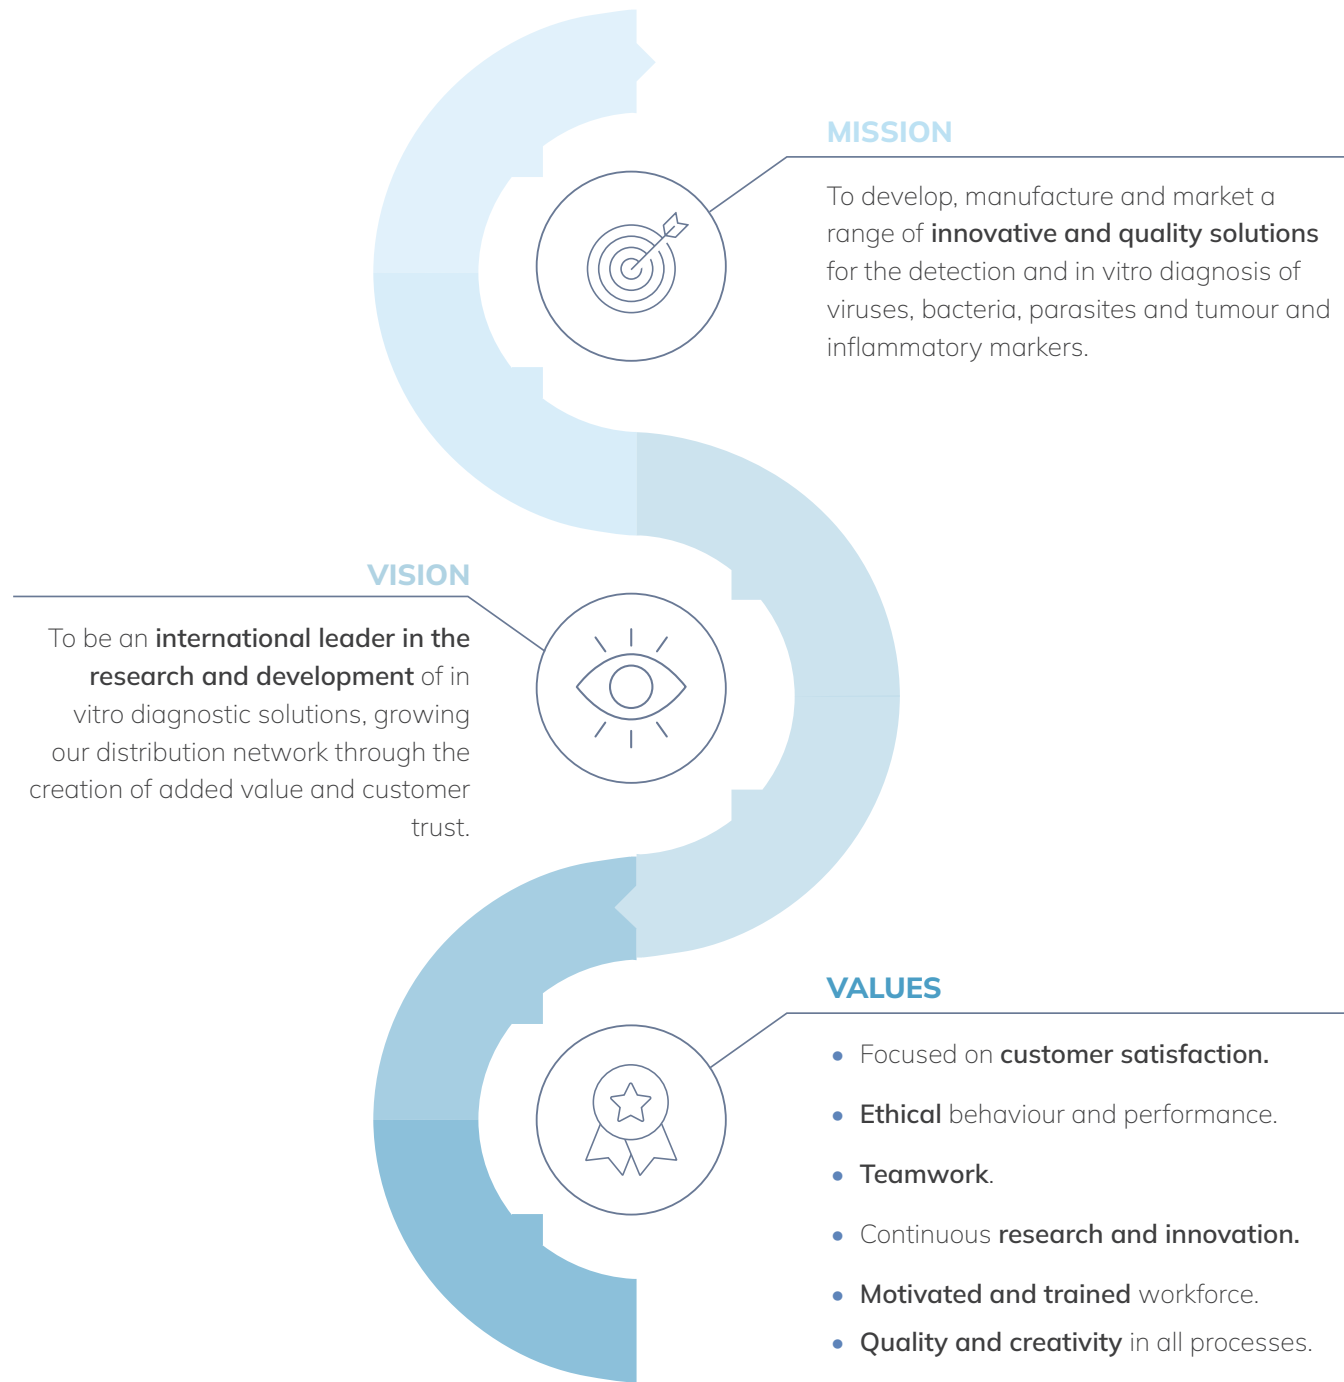 MISSION
To develop, manufacture and market a
range of innovative and quality solutions
for the detection and in vitro diagnosis of
viruses, bacteria, parasites and tumour and
inflammatory markers.
VISION
To be an international leader in the
research and development of in
vitro diagnostic solutions, growing
our distribution network through the
creation of added value and customer
trust.
VALUES
• Focused on customer satisfaction.
• Ethical behaviour and performance.
• Teamwork.
• Continuous research and innovation.
• Motivated and trained workforce.
• Quality and creativity in all processes.